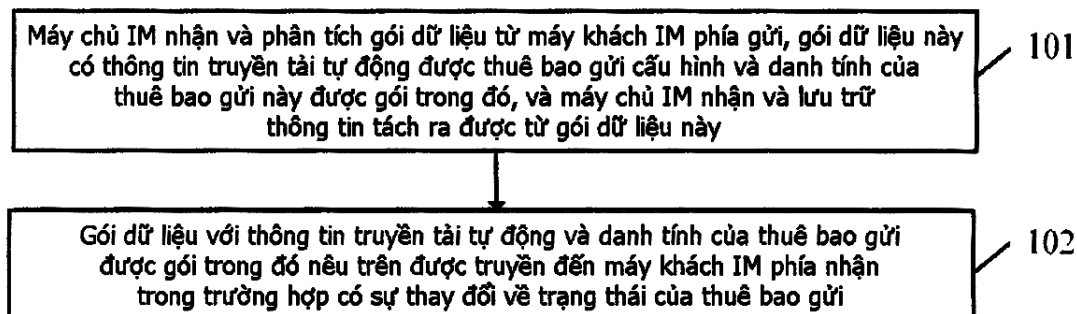 Máy chủ IM nhận và phân tích gói dữ liệu từ máy khách IM phía gửi, gói dữ liệu này
có thông tin truyền tải tự động được thuê bao gửi cấu hình và danh tính của
thuê bao gửi này được gói trong đó, và máy chủ IM nhận và lưu trữ
thông tin tách ra được từ gói dữ liệu này
101
Gói dữ liệu với thông tin truyền tải tự động và danh tính của thuê bao gửi
được gói trong đó nêu trên được truyền đến máy khách IM phía nhận
trong trường hợp có sự thay đổi về trạng thái của thuê bao gửi
102